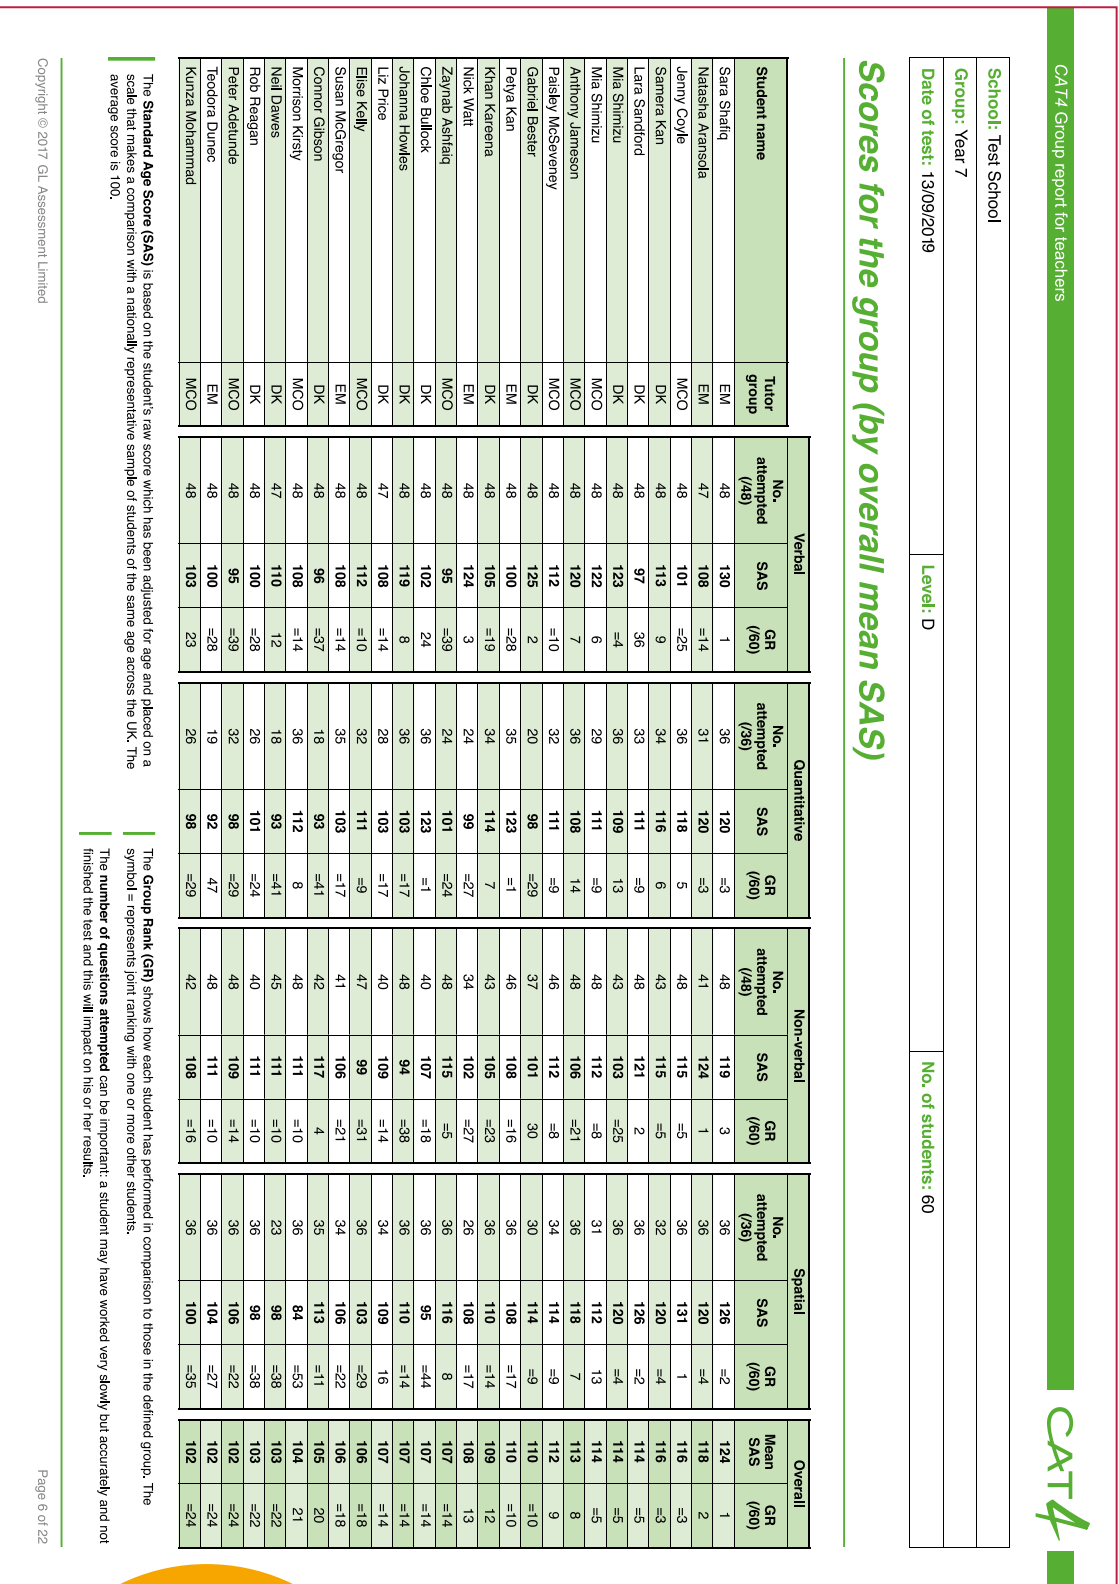 CAT4 Group report for teachers
CAT4
School: Test School
Group: Year 7
Date of test: 13/09/2019 Level: D No. of students: 60
Scores for the group (by overall mean SAS)
Verbal Quantitative Non-verbal Spatial Overall
Student name Tutor group No. attempted (/48) SAS GR (/60) No. attempted (/36) SAS GR (/60) No. attempted (/48) SAS GR (/60) No. attempted (/36) SAS GR (/60) Mean SAS GR (/60)
Sara Shafiq EM 48 130 1 36 120 =3 48 119 3 36 126 =2 124 1
Natasha Aransola EM 47 108 =14 31 120 =3 41 124 1 36 120 =4 118 2
Jenny Coyle MCO 48 101 =25 36 118 5 48 115 =5 36 131 1 116 =3
Samera Kan DK 48 113 9 34 116 6 43 115 =5 32 120 =4 116 =3
Lara Sandford DK 48 97 36 33 111 =9 48 121 2 36 126 =2 114 =5
Mia Shimizu DK 48 123 =4 36 109 13 43 103 =25 36 120 =4 114 =5
Mia Shimizu MCO 48 122 6 29 111 =9 48 112 =8 31 112 13 114 =5
Anthony Jameson MCO 48 120 7 36 108 14 48 106 =21 36 118 7 113 8
Paisley McSeveney MCO 48 112 =10 32 111 =9 46 112 =8 34 114 =9 112 9
Gabriel Bester DK 48 125 2 20 98 =29 37 101 30 30 114 =9 110 =10
Petya Kan EM 48 100 =28 35 123 =1 46 108 =16 36 108 =17 110 =10
Khan Kareena DK 48 105 =19 34 114 7 43 105 =23 36 110 =14 109 12
Nick Watt EM 48 124 3 24 99 =27 34 102 =27 26 108 =17 108 13
Zaynab Ashfaiq MCO 48 95 =39 24 101 =24 48 115 =5 36 116 8 107 =14
Chloe Bullock DK 48 102 24 36 123 =1 40 107 =18 36 95 =44 107 =14
Johanna Howles DK 48 119 8 36 103 =17 48 94 =38 36 110 =14 107 =14
Liz Price DK 47 108 =14 28 103 =17 40 109 =14 34 109 16 107 =14
Elise Kelly MCO 48 112 =10 32 111 =9 47 99 =31 36 103 =29 106 =18
Susan McGregor EM 48 108 =14 35 103 =17 41 106 =21 34 106 =22 106 =18
Connor Gibson DK 48 96 =37 18 93 =41 42 117 4 35 113 =11 105 20
Morrison Kirsty MCO 48 108 =14 36 112 8 48 111 =10 36 84 =53 104 21
Neil Dawes DK 47 110 12 18 93 =41 45 111 =10 23 98 =38 103 =22
Rob Reagan DK 48 100 =28 26 101 =24 40 111 =10 36 98 =38 103 =22
Peter Adetunde MCO 48 95 =39 32 98 =29 48 109 =14 36 106 =22 102 =24
Teodora Dunec EM 48 100 =28 19 92 47 48 111 =10 36 104 =27 102 =24
Kunza Mohammad MCO 48 103 23 26 98 =29 42 108 =16 36 100 =35 102 =24
The Standard Age Score (SAS) is based on the student's raw score which has been adjusted for age and placed on a
scale that makes a comparison with a nationally representative sample of students of the same age across the UK. The
average score is 100.
The Group Rank (GR) shows how each student has performed in comparison to those in the defined group. The
symbol = represents joint ranking with one or more other students.
The number of questions attempted can be important: a student may have worked very slowly but accurately and not
finished the test and this will impact on his or her results.
Copyright © 2017 GL Assessment Limited
Page 6 of 22